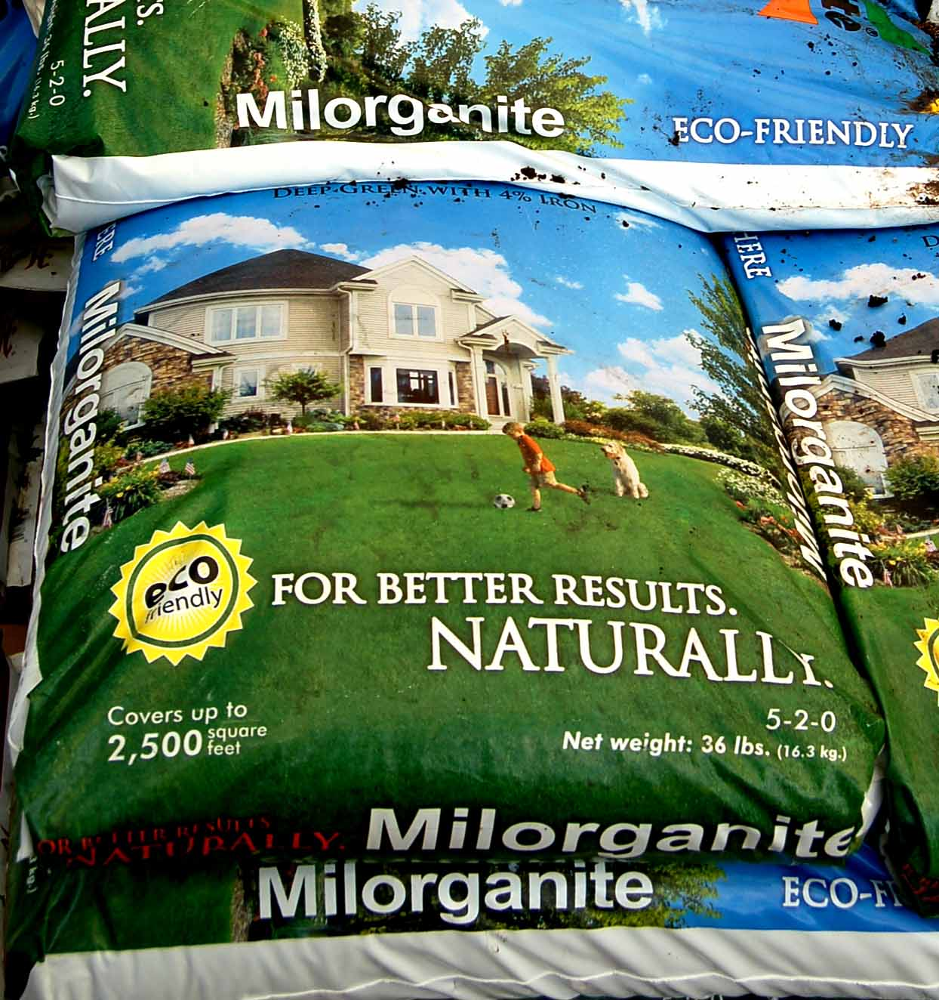 S.
ALLY.
5-2-0
Milorganite
ECO-FRIENDLY
DEEP GREEN WITH 4% IRON
Milorganite
HERE
Milorganite
eco
friendly
FOR BETTER RESULTS.
NATURALLY.
Covers up to
2,500 square feet
5-2-0
Net weight: 36 lbs. (16.3 kg.)
OR BETTER RESULTS
NATURALLY.
Milorganite
Milorganite
ECO-FR